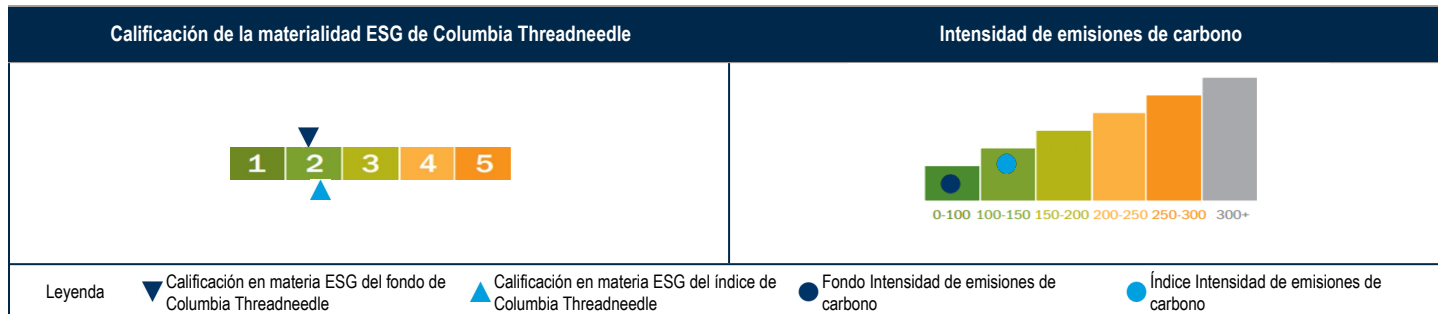 Calificación de la materialidad ESG de Columbia Threadneedle
Intensidad de emisiones de carbono
1 2 3 4 5
0-100 100-150 150-200 200-250 250-300 300+
Leyenda
Calificación en materia ESG del fondo de
Columbia Threadneedle
Calificación en materia ESG del índice de
Columbia Threadneedle
Fondo Intensidad de emisiones de
carbono
Índice Intensidad de emisiones de
carbono